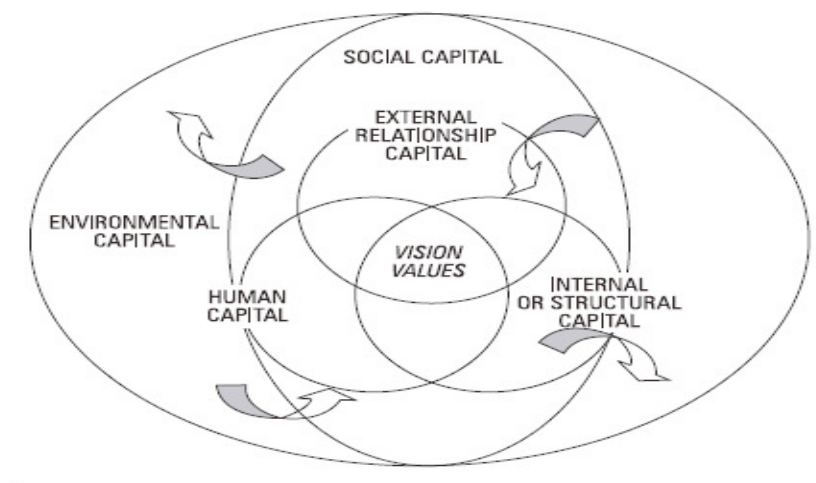 SOCIAL CAPITAL
EXTERNAL
RELATIONSHIP
CAPITAL
ENVIRONMENTAL
CAPITAL
VISION
VALUES
HUMAN
CAPITAL
INTERNAL
OR STRUCTURAL
CAPITAL